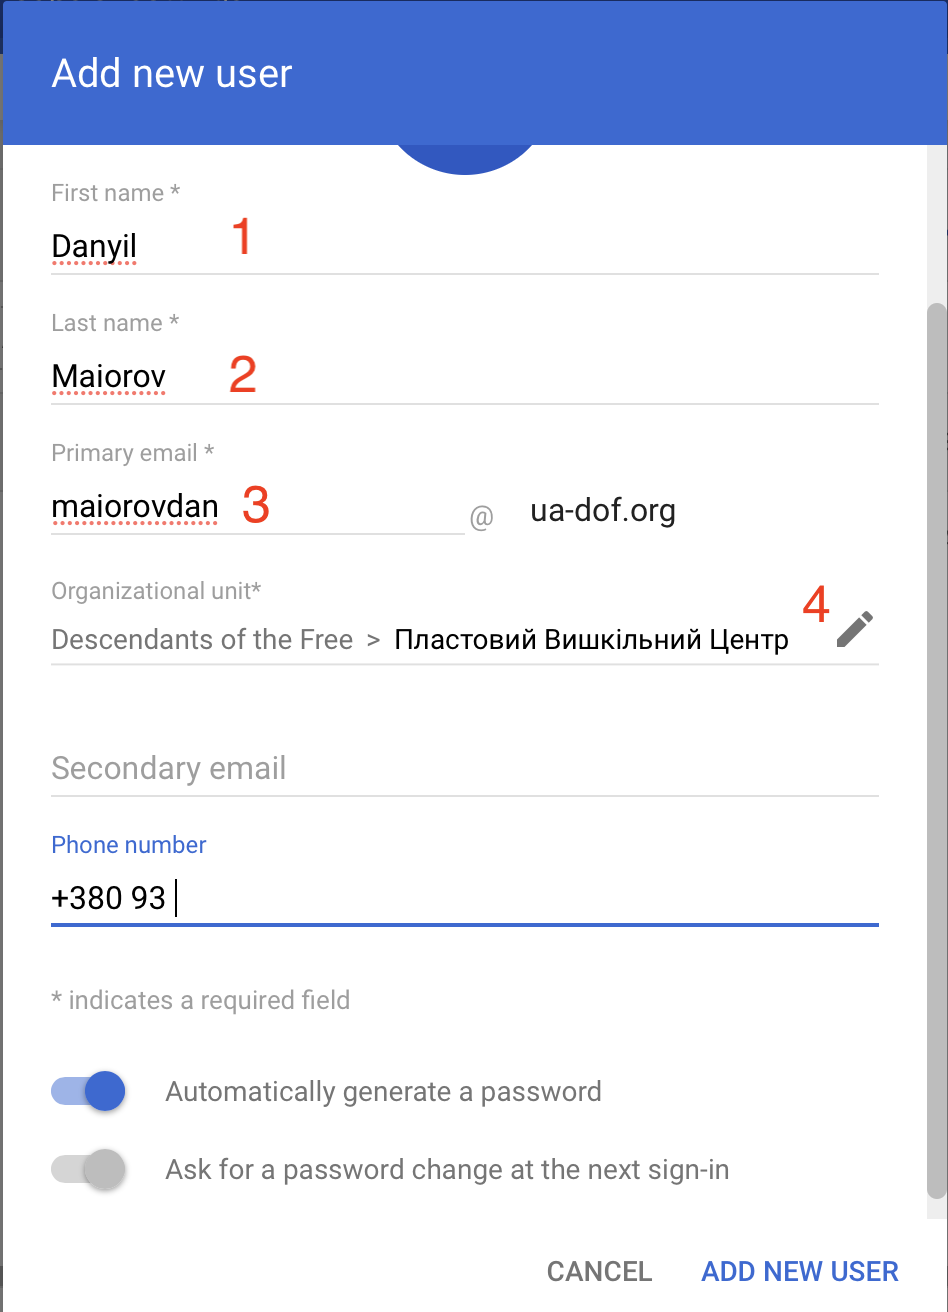 Add new user
First name *
Danyil 1
Last name *
Maiorov 2
Primary email *
maiorovdan 3 @ ua-dof.org
Organizational unit* 4
Descendants of the Free > Пластовий Вишкільний Центр
Secondary email
Phone number
+380 93
* indicates a required field
Automatically generate a password
Ask for a password change at the next sign-in
CANCEL ADD NEW USER